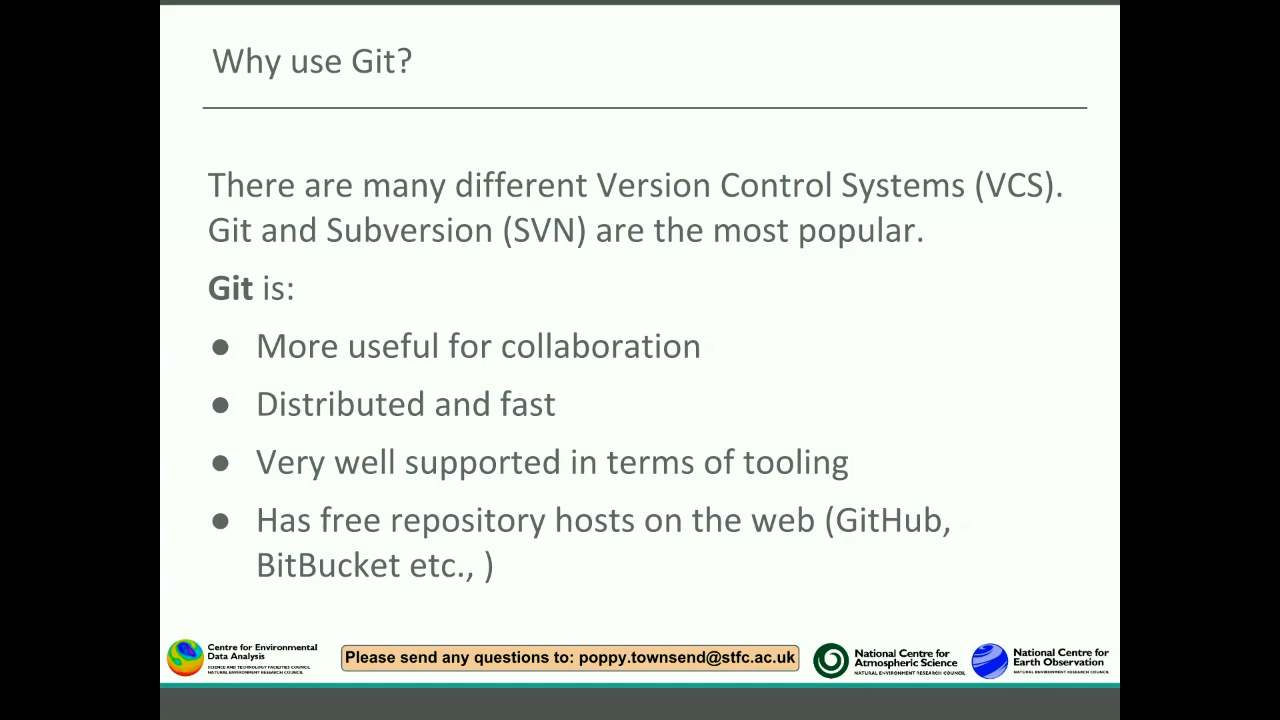 Why use Git?
There are many different Version Control Systems (VCS).
Git and Subversion (SVN) are the most popular.
Git is:
● More useful for collaboration
● Distributed and fast
● Very well supported in terms of tooling
● Has free repository hosts on the web (GitHub,
BitBucket etc., )
Centre for Environmental
Data Analysis
SCIENCE AND TECHNOLOGY FACILITIES COUNCIL
NATURAL ENVIRONMENT RESEARCH COUNCIL
Please send any questions to: poppy.townsend@stfc.ac.uk
National Centre for
Atmospheric Science
NATURAL ENVIRONMENT RESEARCH COUNCIL
National Centre for
Earth Observation
NATURAL ENVIRONMENT RESEARCH COUNCIL